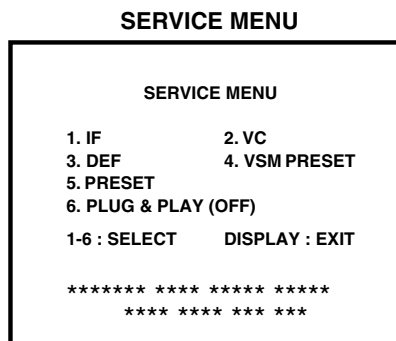 SERVICE MENU
SERVICE MENU
1. IF 2. VC
3. DEF 4. VSM PRESET
5. PRESET
6. PLUG & PLAY (OFF)
1-6 : SELECT DISPLAY : EXIT
******* **** ***** *****
**** **** *** ***